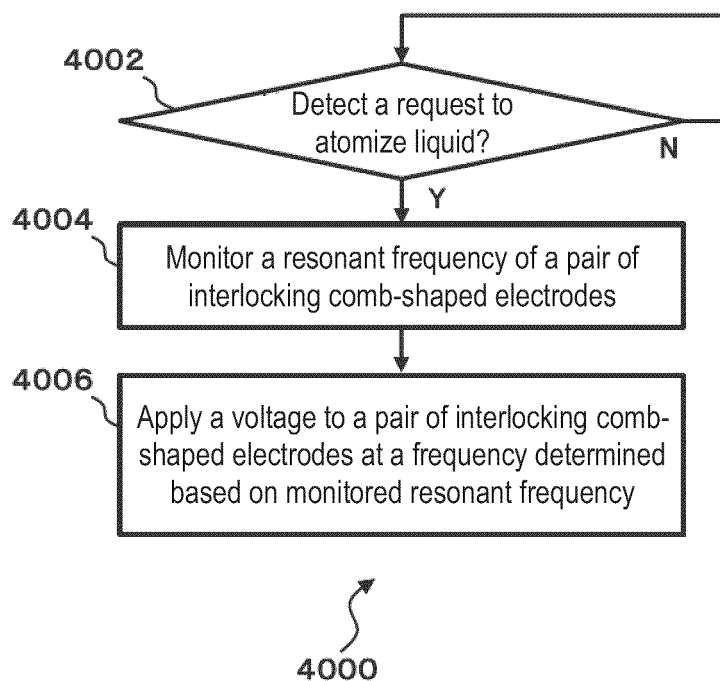 4002
Detect a request to
atomize liquid?
N
Y
4004
Monitor a resonant frequency of a pair of
interlocking comb-shaped electrodes
4006
Apply a voltage to a pair of interlocking comb-
shaped electrodes at a frequency determined
based on monitored resonant frequency
4000